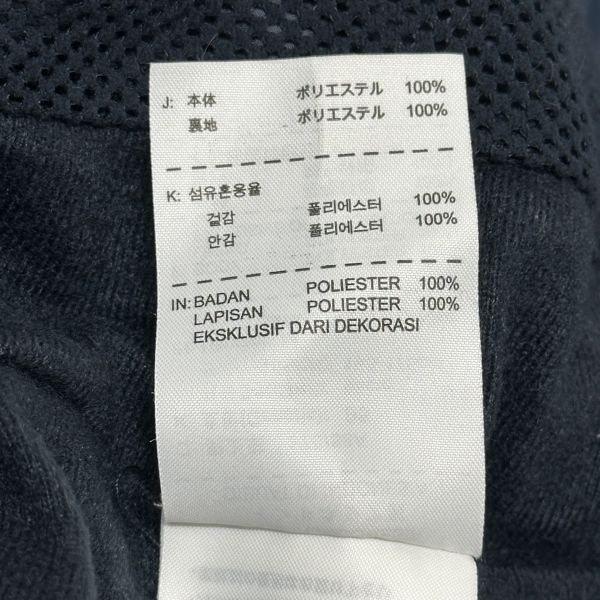 J: 本体 ポリエステル 100%
裏地 ポリエステル 100%
K: 섬유혼용율
겉감 폴리에스터 100%
안감 폴리에스터 100%
IN: BADAN POLIESTER 100%
LAPISAN POLIESTER 100%
EKSKLUSIF DARI DEKORASI